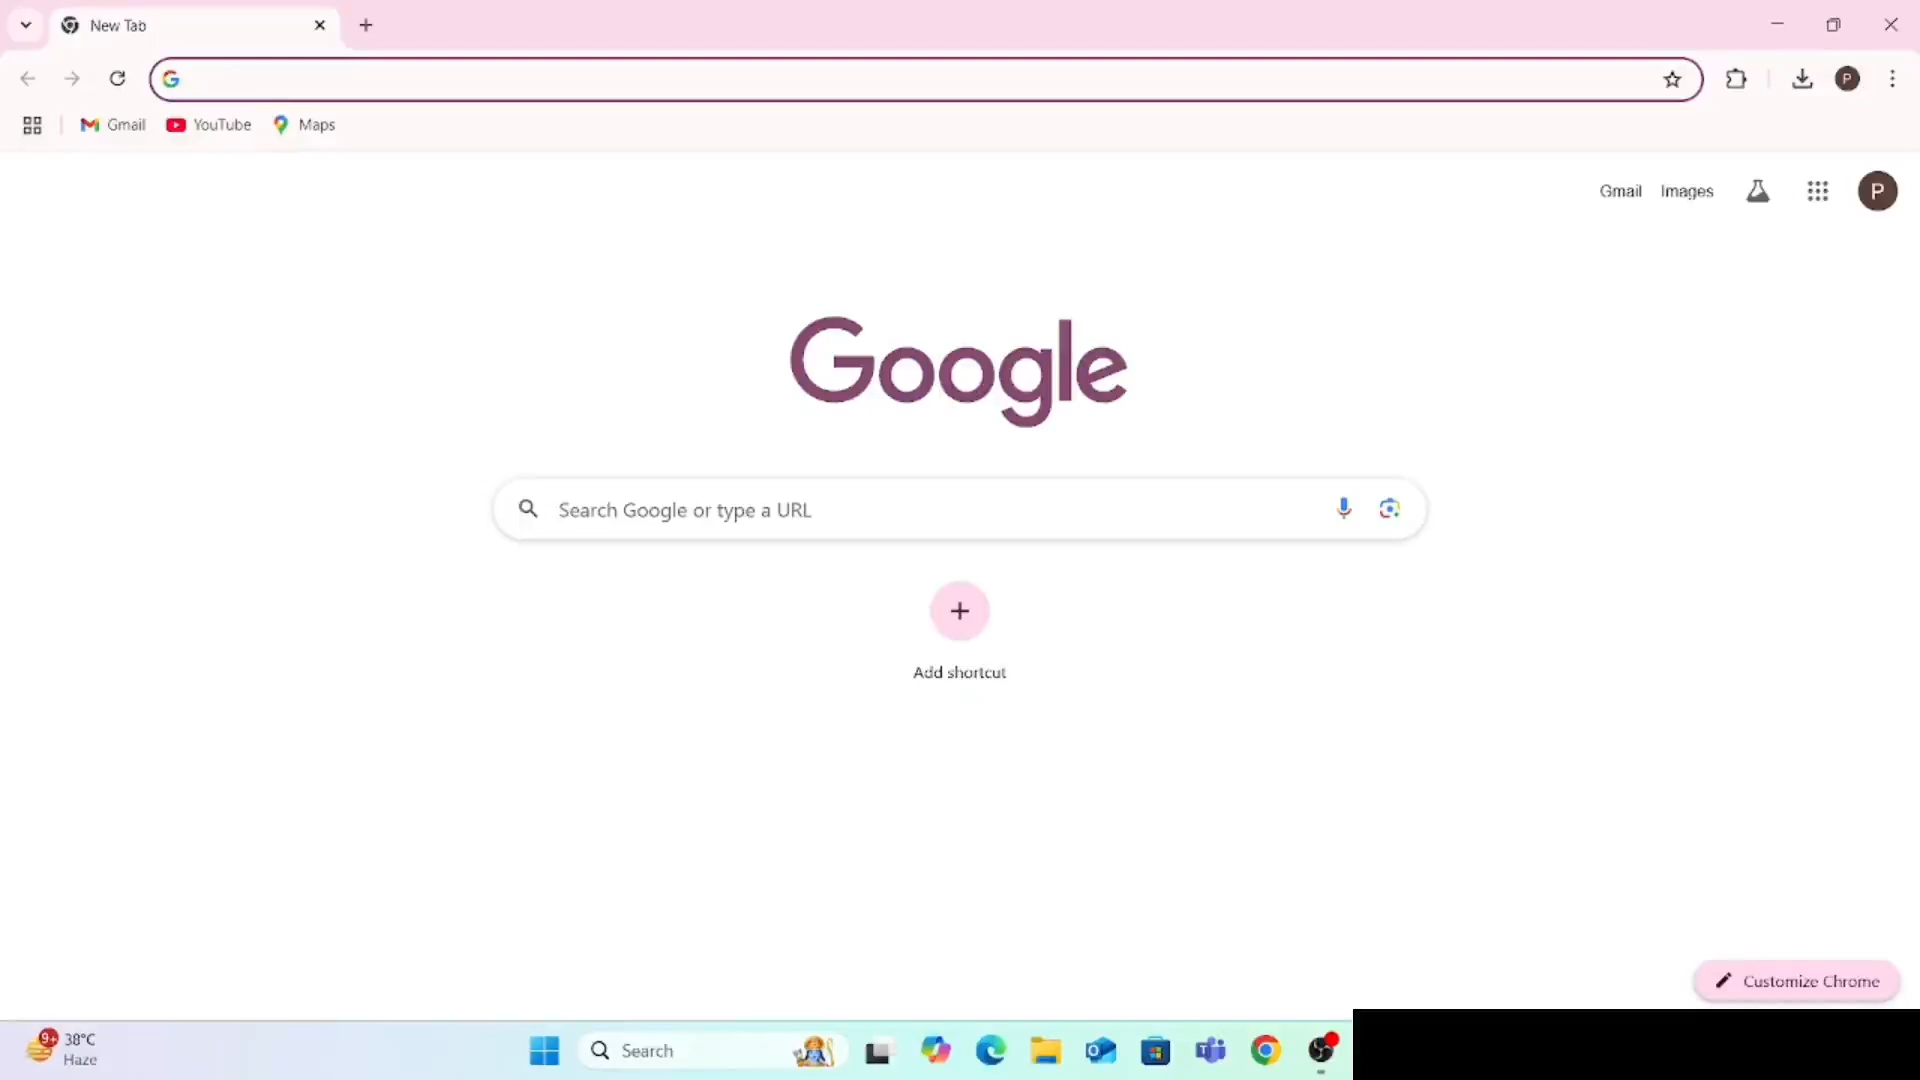 New Tab
Gmail
YouTube
Maps
Gmail
Images
P
P
Google
Search Google or type a URL
Add shortcut
Customize Chrome
9+
38°C
Haze
Search